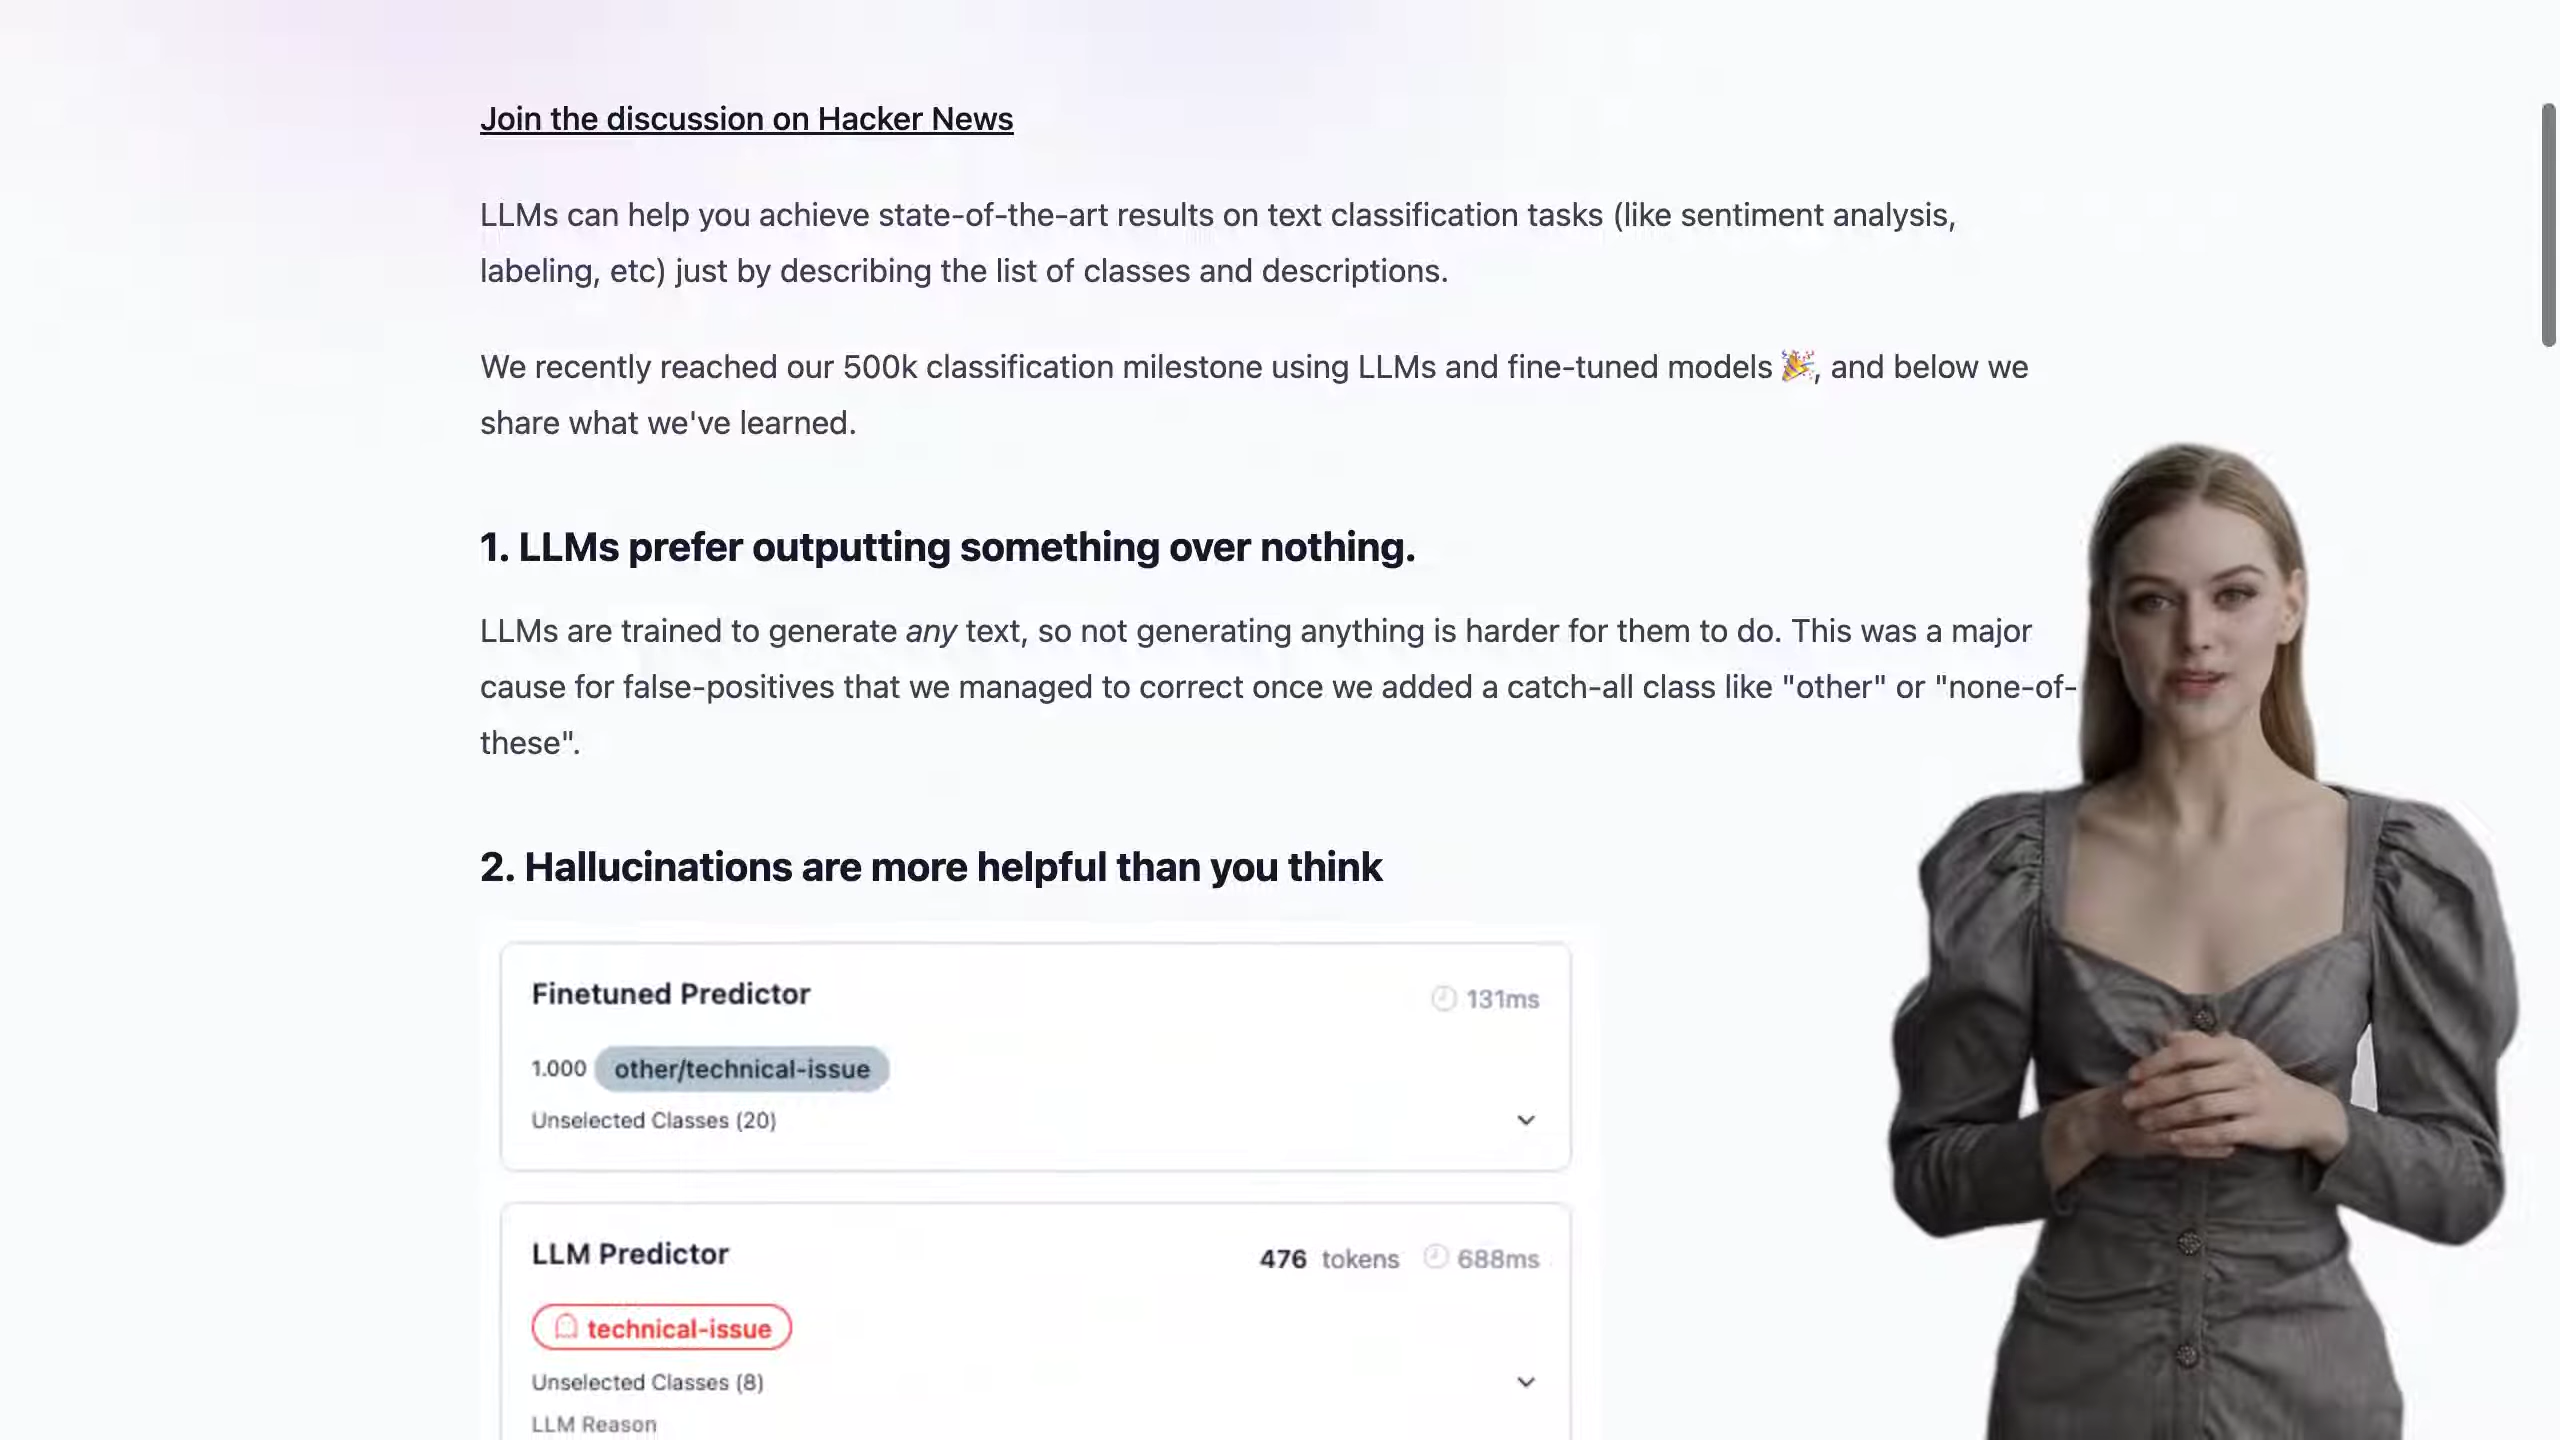 Join the discussion on Hacker News
LLMs can help you achieve state-of-the-art results on text classification tasks (like sentiment analysis,
labeling, etc) just by describing the list of classes and descriptions.
We recently reached our 500k classification milestone using LLMs and fine-tuned models 🎉, and below we
share what we've learned.
1. LLMs prefer outputting something over nothing.
LLMs are trained to generate any text, so not generating anything is harder for them to do. This was a major
cause for false-positives that we managed to correct once we added a catch-all class like "other" or "none-of-
these".
2. Hallucinations are more helpful than you think
Finetuned Predictor 131ms
1.000 other/technical-issue
Unselected Classes (20)
LLM Predictor 476 tokens 688ms
technical-issue
Unselected Classes (8)
LLM Reason